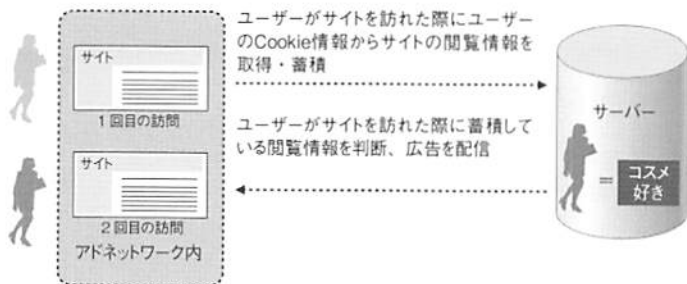 ユーザーがサイトを訪れた際にユーザー
のCookie情報からサイトの閲覧情報を
取得・蓄積
サイト
1回目の訪問
サーバー
ユーザーがサイトを訪れた際に蓄積して
いる閲覧情報を判断、広告を配信
サイト
2回目の訪問
アドネットワーク内
=
コスメ
好き